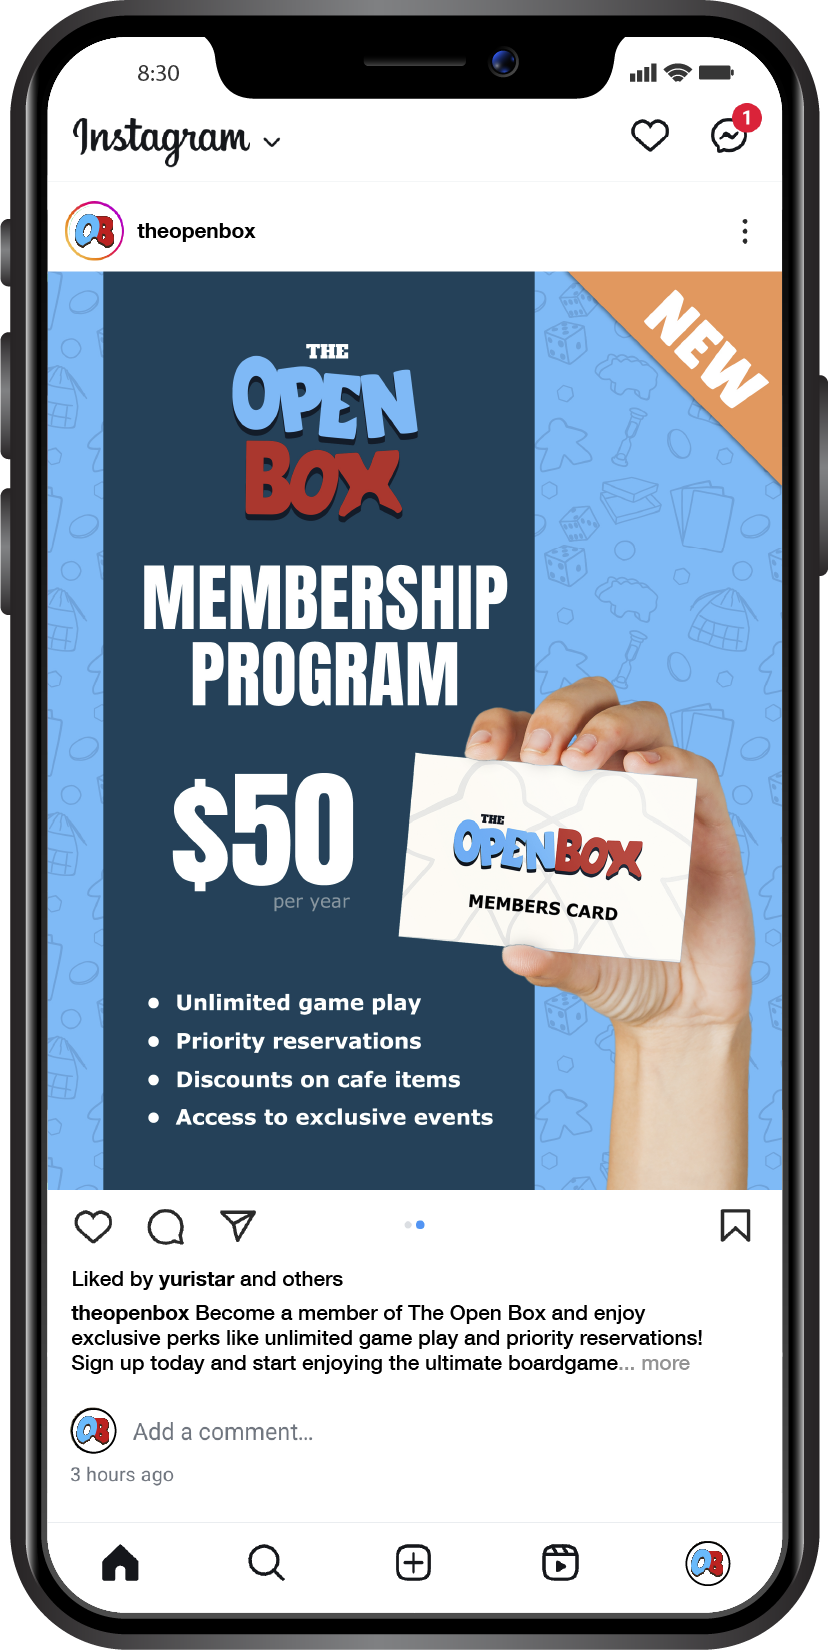 8:30
Instagram
1
theopenbox
NEW
THE
OPEN
BOX
MEMBERSHIP
PROGRAM
$50
per year
THE
OPENBOX
MEMBERS CARD
• Unlimited game play
• Priority reservations
• Discounts on cafe items
• Access to exclusive events
Liked by yuristar and others
theopenbox Become a member of The Open Box and enjoy
exclusive perks like unlimited game play and priority reservations!
Sign up today and start enjoying the ultimate boardgame... more
Add a comment...
3 hours ago